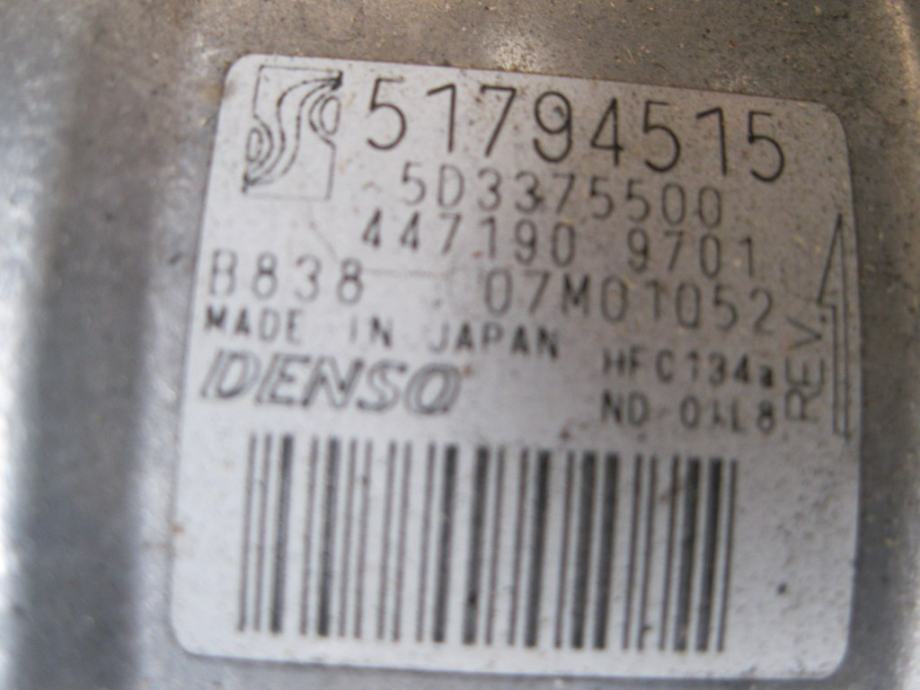 51794515
5D3375500
447190 9701
B838 07M01052
MADE IN JAPAN
DENSO
HFC134a
ND OIL8
REV.